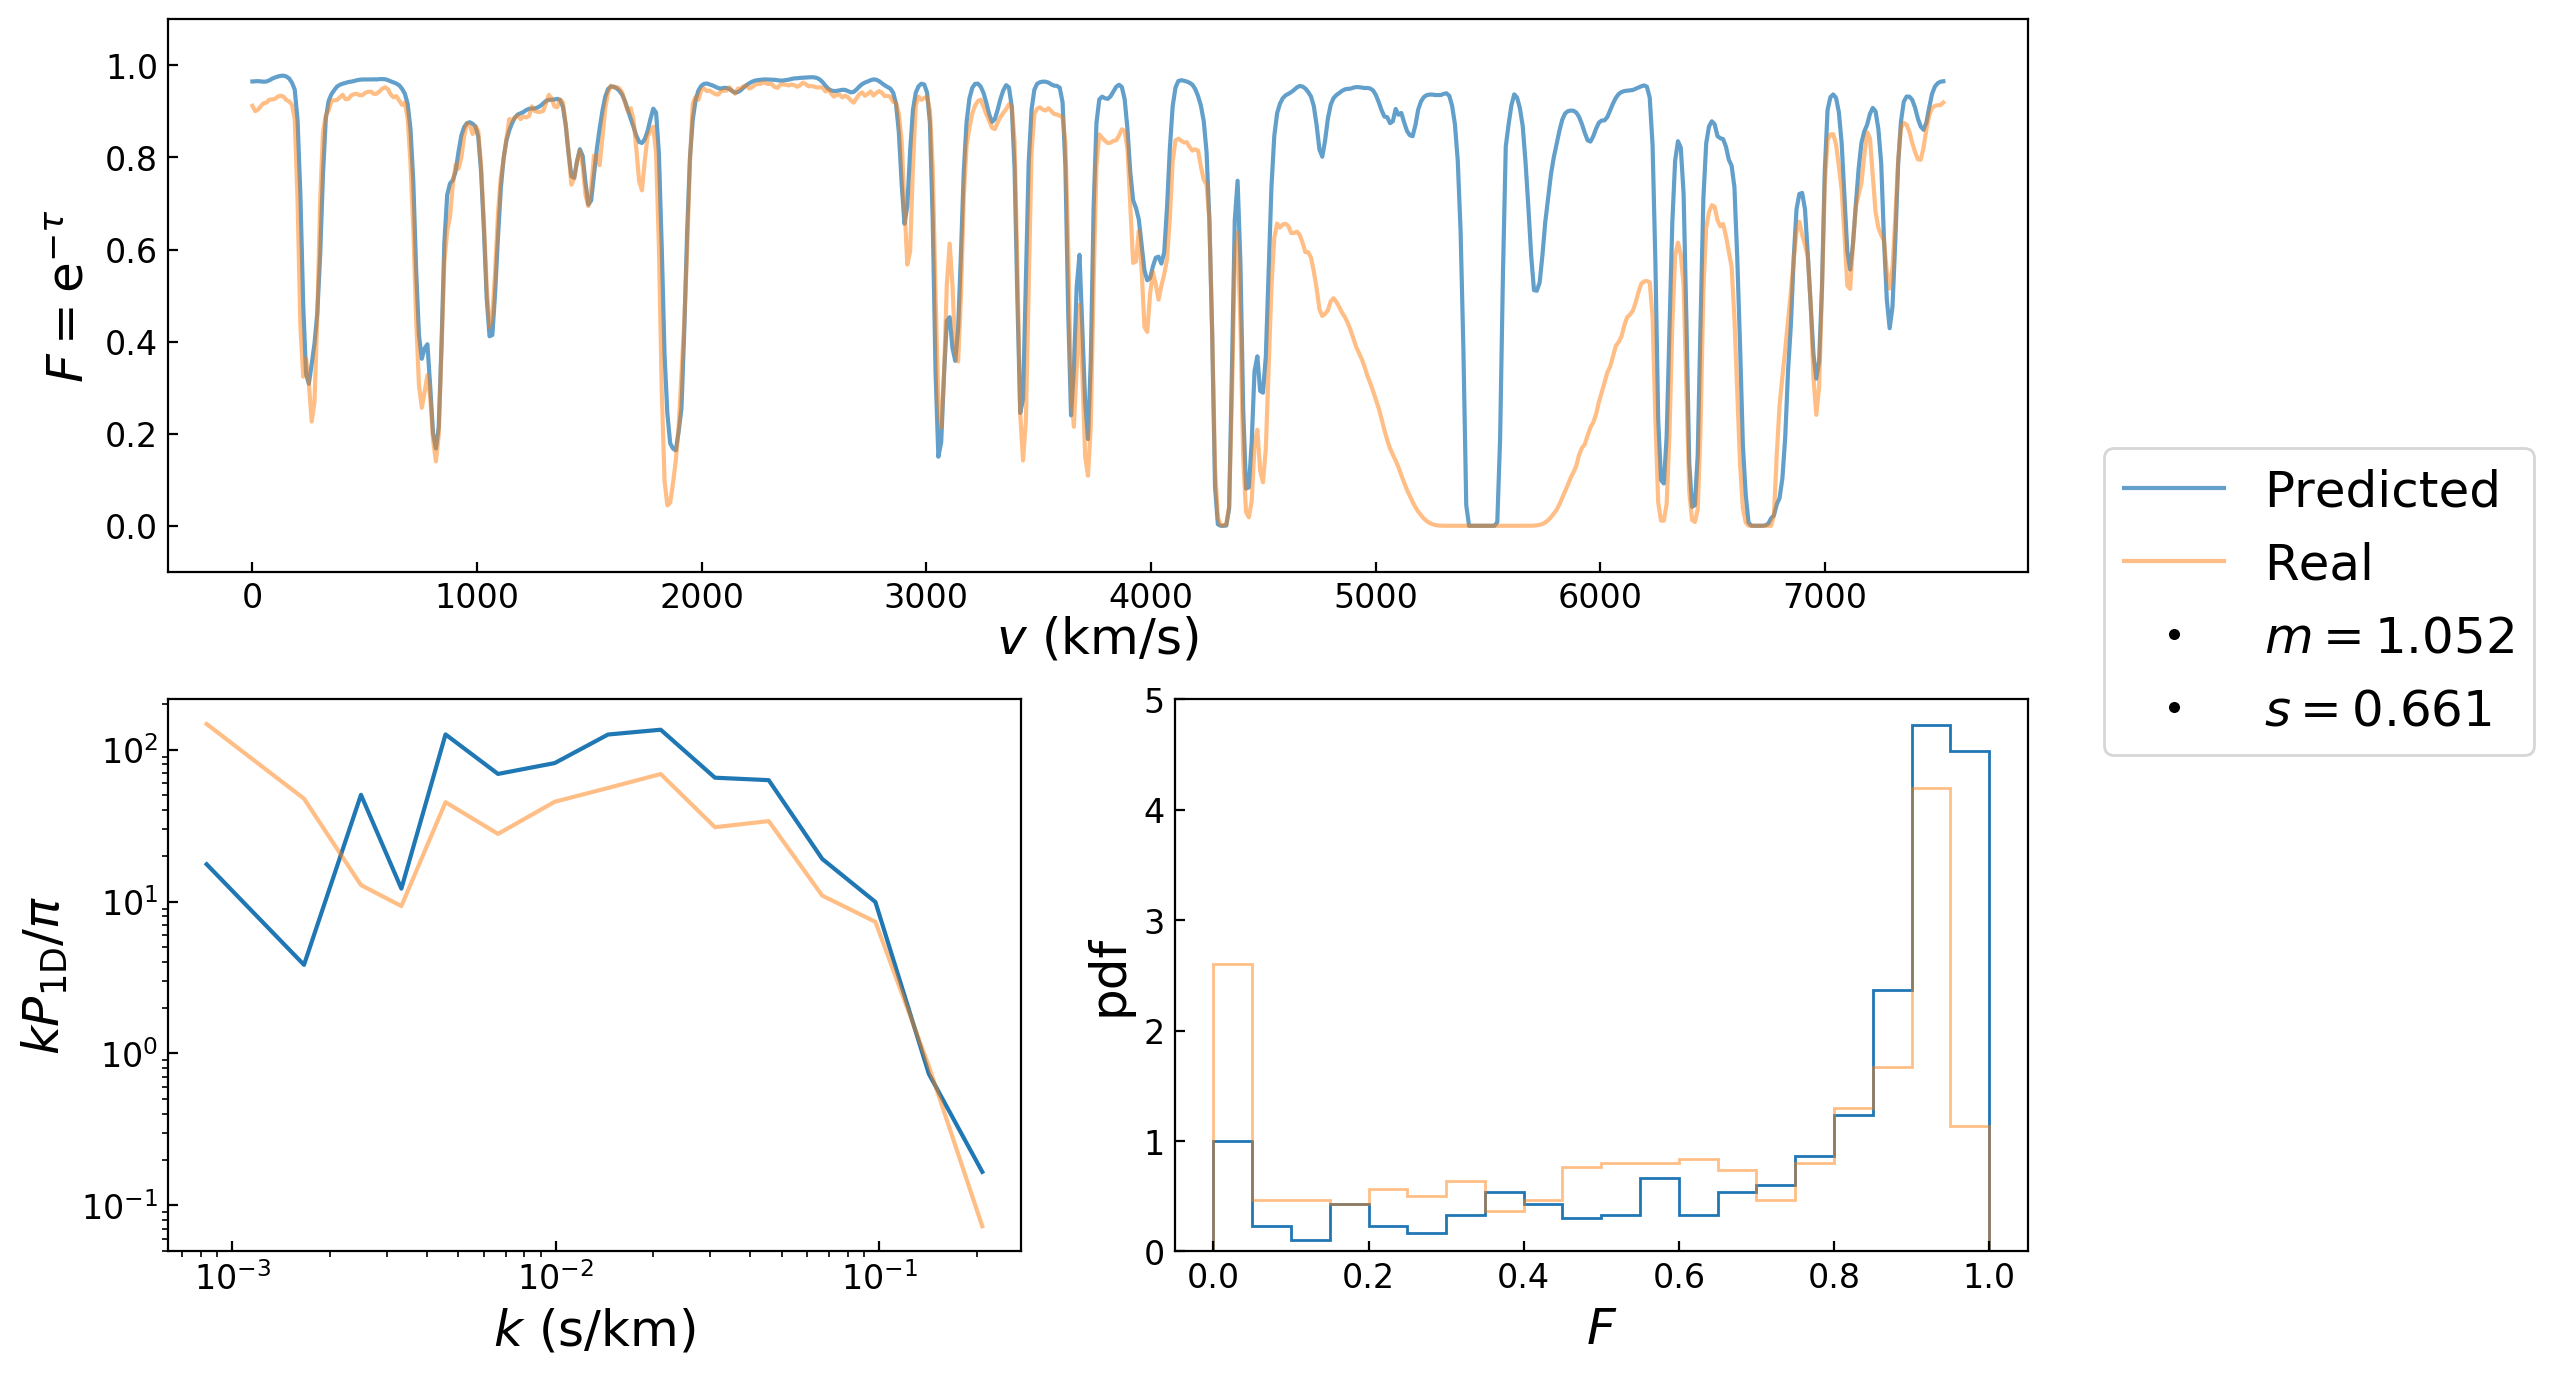 1.0
0.8
0.6
0.4
0.2
0.0
F = e^{-τ}
0 1000 2000 3000 4000 5000 6000 7000
v (km/s)
Predicted
Real
m = 1.052
s = 0.661
10^2
10^1
10^0
10^{-1}
kP_{1D}/π
10^{-3} 10^{-2} 10^{-1}
k (s/km)
5
4
3
2
1
0
pdf
0.0 0.2 0.4 0.6 0.8 1.0
F